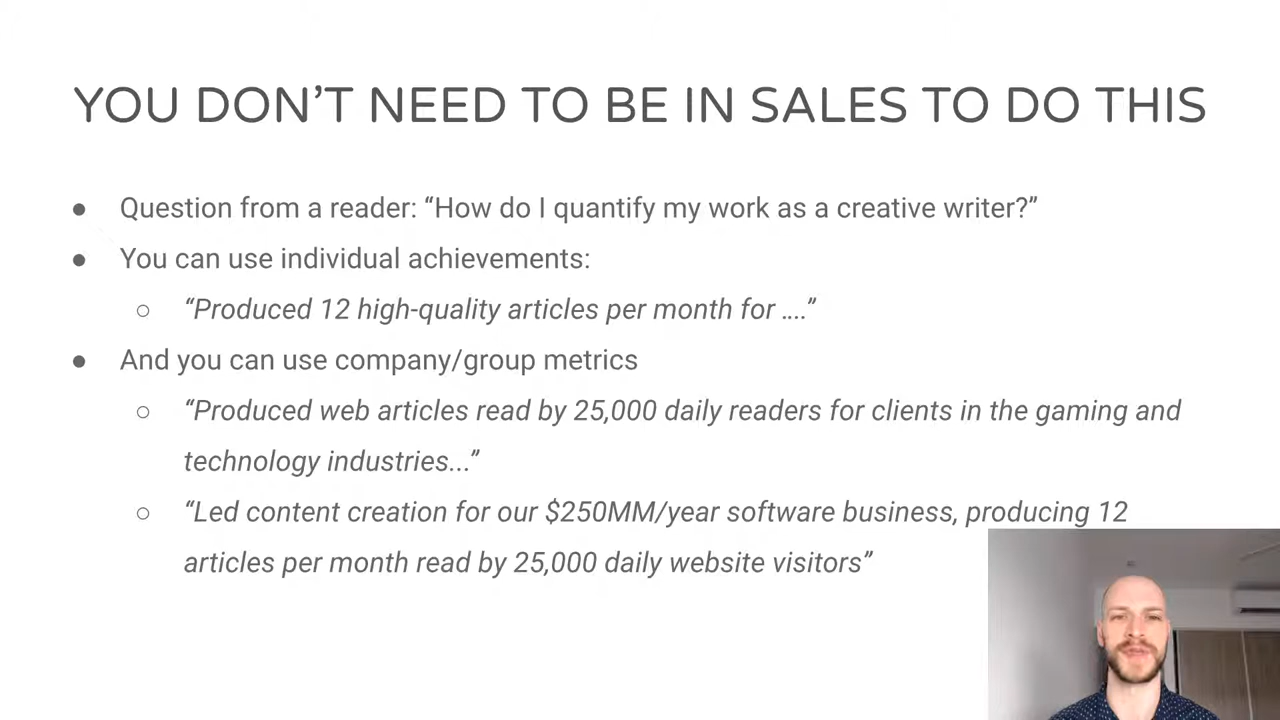 YOU DON’T NEED TO BE IN SALES TO DO THIS
● Question from a reader: “How do I quantify my work as a creative writer?”
● You can use individual achievements:
○ “Produced 12 high-quality articles per month for ....”
● And you can use company/group metrics
○ “Produced web articles read by 25,000 daily readers for clients in the gaming and
technology industries...”
○ “Led content creation for our $250MM/year software business, producing 12
articles per month read by 25,000 daily website visitors”